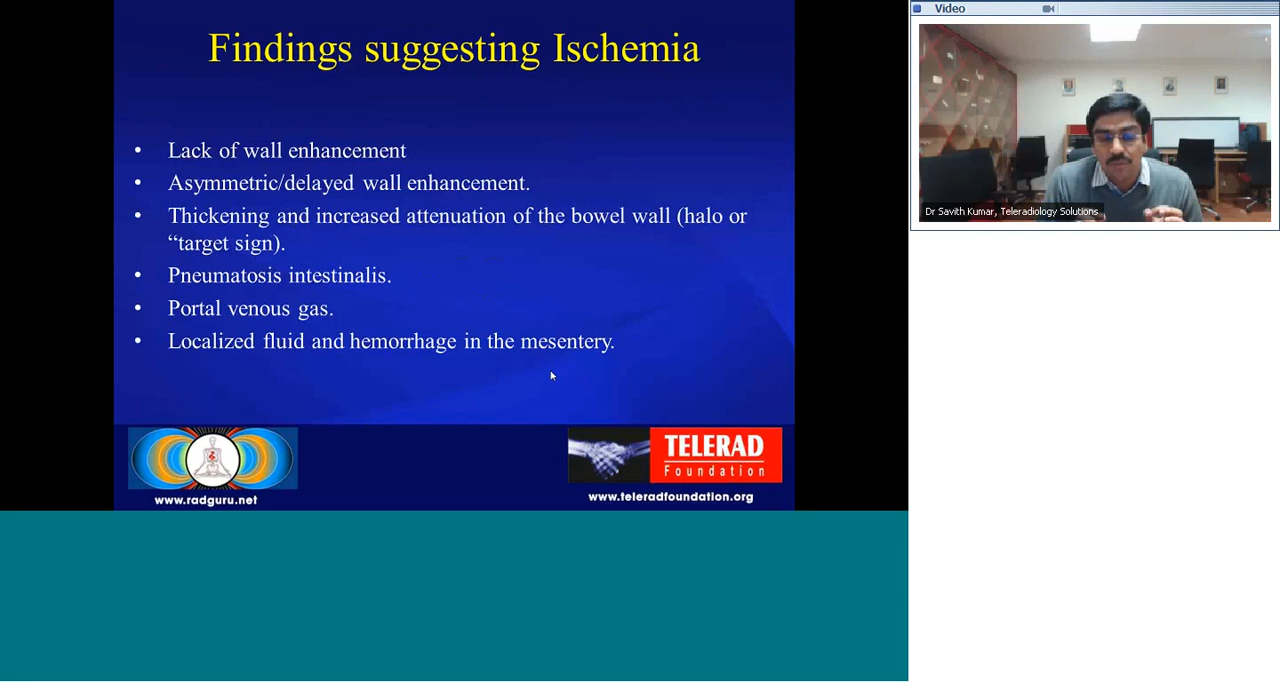 Findings suggesting Ischemia
• Lack of wall enhancement
• Asymmetric/delayed wall enhancement.
• Thickening and increased attenuation of the bowel wall (halo or
“target sign).
• Pneumatosis intestinalis.
• Portal venous gas.
• Localized fluid and hemorrhage in the mesentery.
www.radguru.net
TELERAD
Foundation
www.teleradfoundation.org
Video
Dr Savith Kumar, Teleradiology Solutions